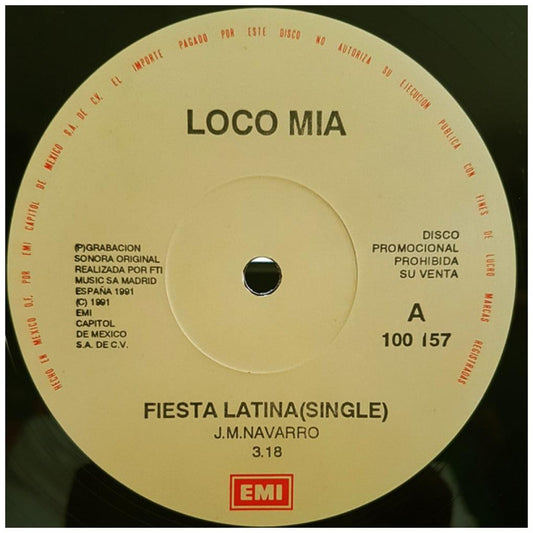 HECHO EN MEXICO D.F. POR EMI CAPITOL DE MEXICO S.A. DE CV. EL IMPORTE PAGADO POR ESTE DISCO NO AUTORIZA SU EJECUCION PUBLICA CON FINES DE LUCRO MARCAS REGISTRADAS
LOCO MIA
(P)GRABACION
SONORA ORIGINAL
REALIZADA POR FTI
MUSIC SA MADRID
ESPAÑA 1991
(C) 1991
EMI
CAPITOL
DE MEXICO
S.A. DE C.V.
DISCO
PROMOCIONAL
PROHIBIDA
SU VENTA
A
100 157
FIESTA LATINA(SINGLE)
J.M.NAVARRO
3.18
EMI